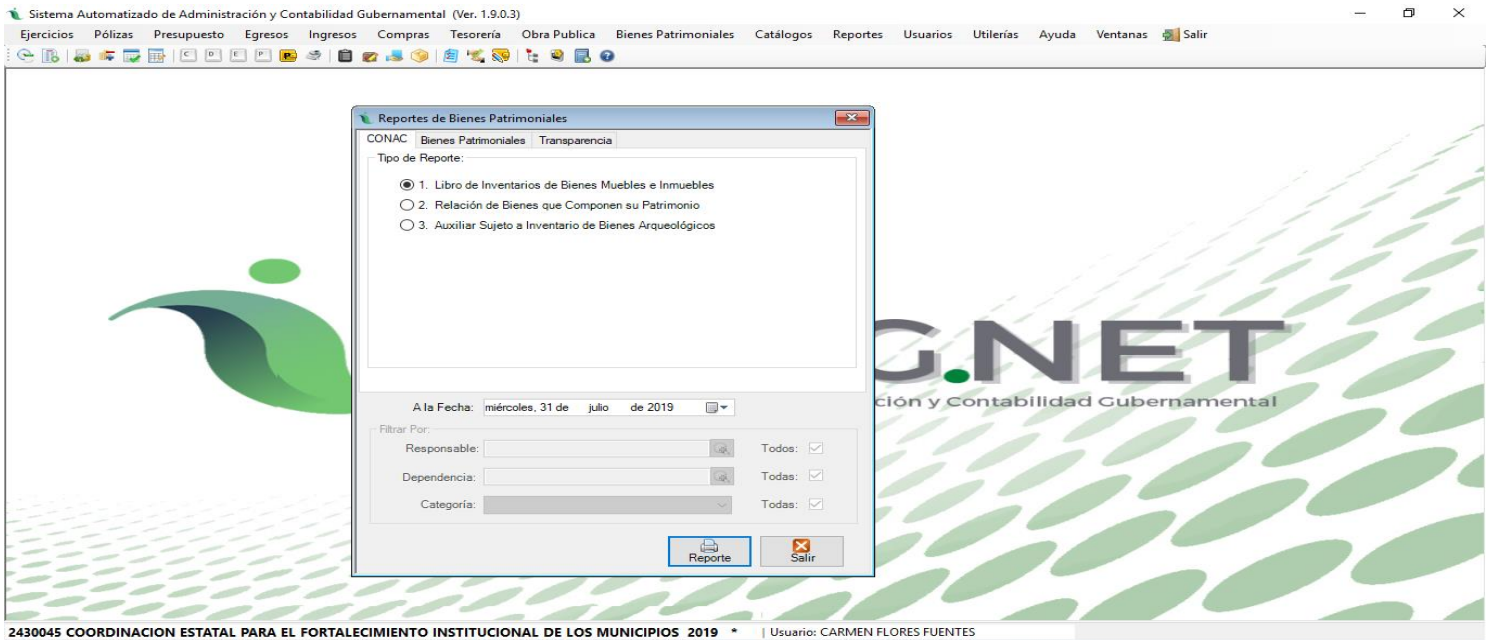 Sistema Automatizado de Administración y Contabilidad Gubernamental (Ver. 1.9.0.3)
Ejercicios Pólizas Presupuesto Egresos Ingresos Compras Tesorería Obra Publica Bienes Patrimoniales Catálogos Reportes Usuarios Utilerías Ayuda Ventanas Salir
C D E P P
Reportes de Bienes Patrimoniales
CONAC Bienes Patrimoniales Transparencia
Tipo de Reporte:
1. Libro de Inventarios de Bienes Muebles e Inmuebles
2. Relación de Bienes que Componen su Patrimonio
3. Auxiliar Sujeto a Inventario de Bienes Arqueológicos
G.NET
ción y Contabilidad Gubernamental
A la Fecha: miércoles, 31 de julio de 2019
Filtrar Por:
Responsable: Todos:
Dependencia: Todas:
Categoría: Todas:
Reporte Salir
2430045 COORDINACION ESTATAL PARA EL FORTALECIMIENTO INSTITUCIONAL DE LOS MUNICIPIOS 2019 * | Usuario: CARMEN FLORES FUENTES